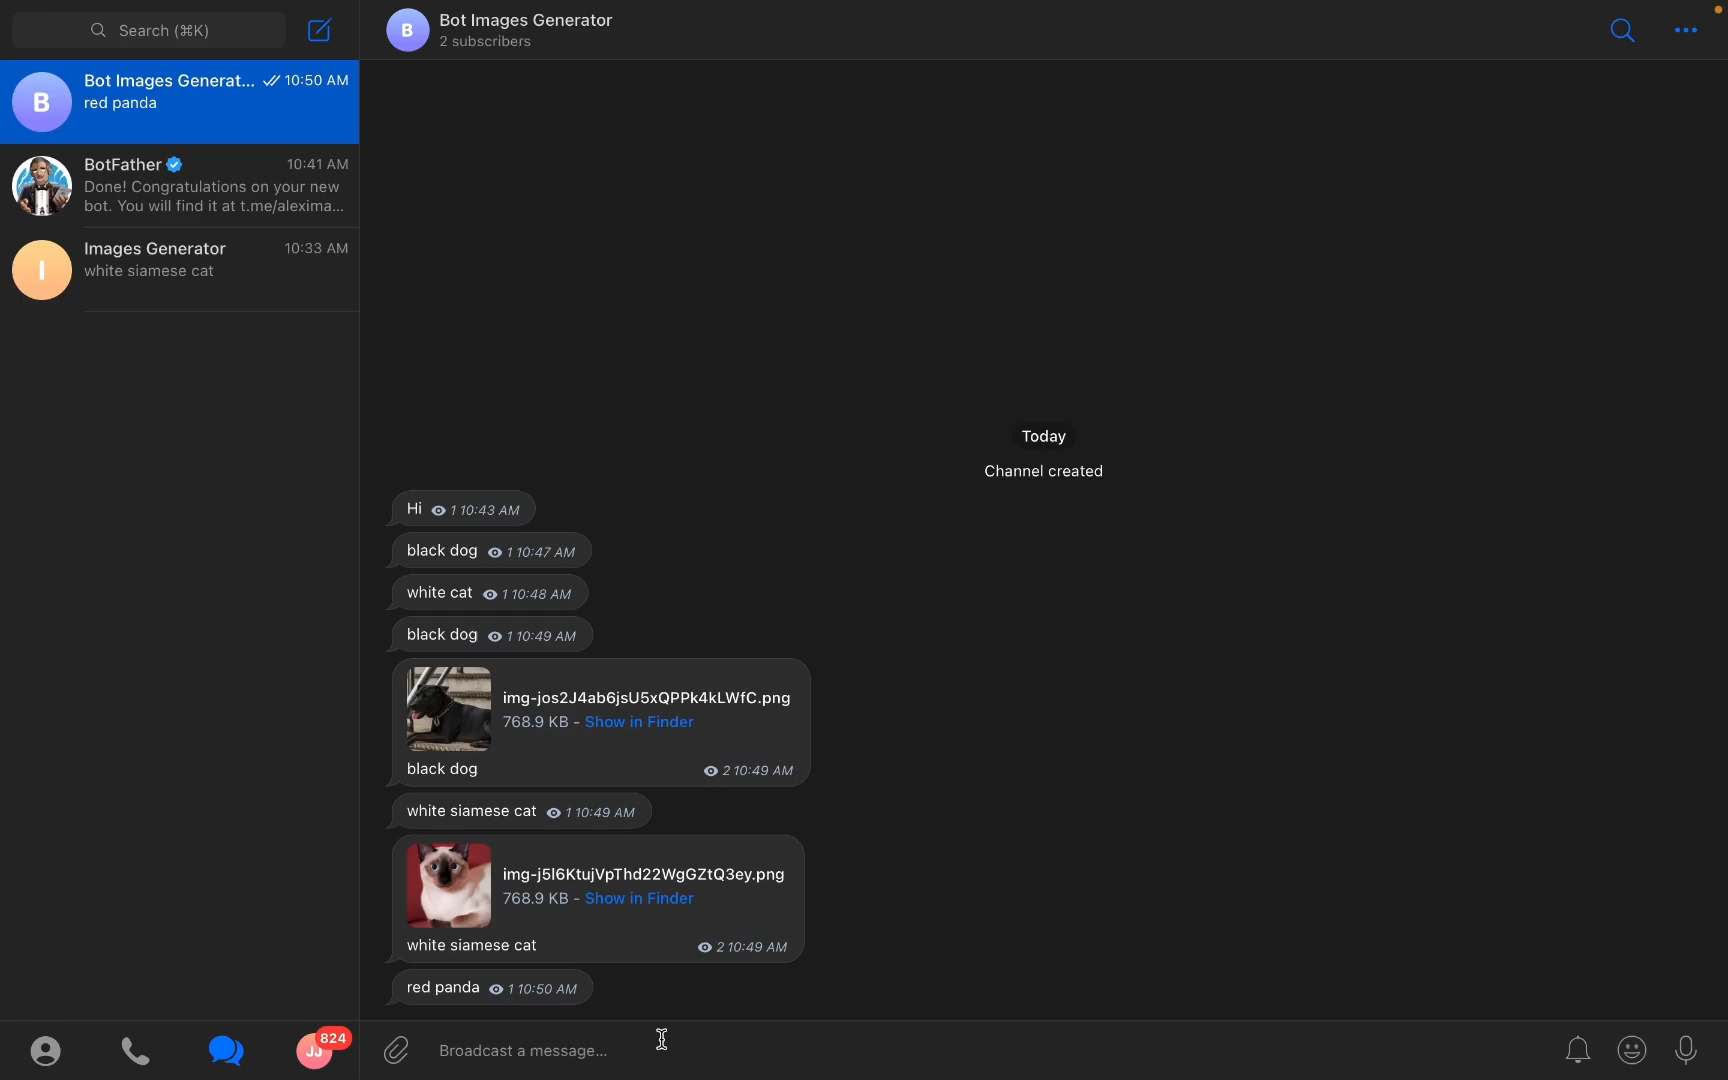 Search (⌘K)
Bot Images Generat... 10:50 AM
B
red panda
BotFather 10:41 AM
Done! Congratulations on your new
bot. You will find it at t.me/alexima...
Images Generator 10:33 AM
I
white siamese cat
824
JJ
B
Bot Images Generator
2 subscribers
Today
Channel created
Hi 1 10:43 AM
black dog 1 10:47 AM
white cat 1 10:48 AM
black dog 1 10:49 AM
img-jos2J4ab6jsU5xQPPk4kLWfC.png
768.9 KB - Show in Finder
black dog 2 10:49 AM
white siamese cat 1 10:49 AM
img-j5l6KtujVpThd22WgGZtQ3ey.png
768.9 KB - Show in Finder
white siamese cat 2 10:49 AM
red panda 1 10:50 AM
Broadcast a message...